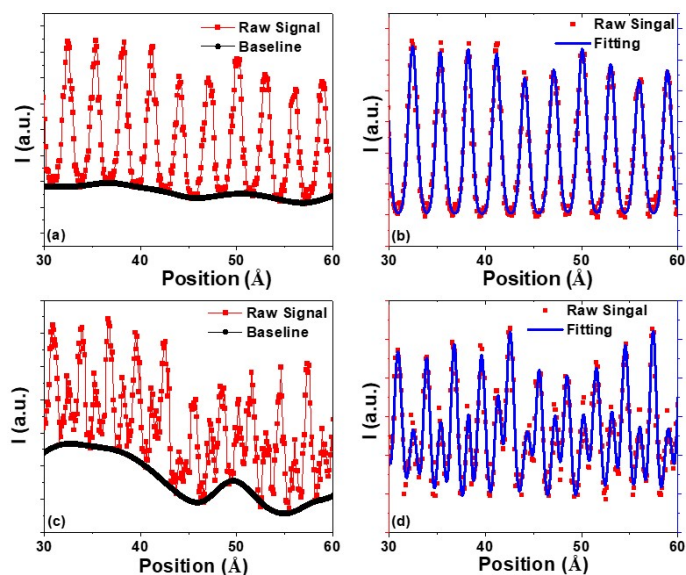 Raw Signal
Baseline
I (a.u.)
(a)
30 40 50 60
Position (Å)
Raw Singal
Fitting
I (a.u.)
(b)
30 40 50 60
Position (Å)
Raw Signal
Baseline
I (a.u.)
(c)
30 40 50 60
Position (Å)
Raw Singal
Fitting
I (a.u.)
(d)
30 40 50 60
Position (Å)